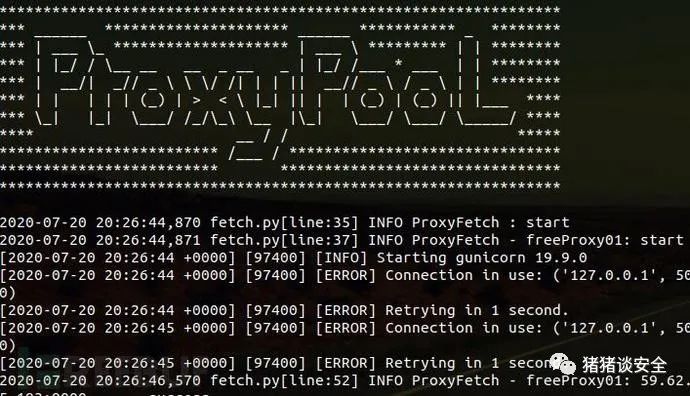 ProxyPool
2020-07-20 20:26:44,870 fetch.py[line:35] INFO ProxyFetch : start
2020-07-20 20:26:44,871 fetch.py[line:37] INFO ProxyFetch - freeProxy01: start
[2020-07-20 20:26:44 +0000] [97400] [INFO] Starting gunicorn 19.9.0
[2020-07-20 20:26:44 +0000] [97400] [ERROR] Connection in use: ('127.0.0.1', 50
0)
[2020-07-20 20:26:44 +0000] [97400] [ERROR] Retrying in 1 second.
[2020-07-20 20:26:45 +0000] [97400] [ERROR] Connection in use: ('127.0.0.1', 50
0)
[2020-07-20 20:26:45 +0000] [97400] [ERROR] Retrying in 1 second.
2020-07-20 20:26:46,570 fetch.py[line:52] INFO ProxyFetch - freeProxy01: 59.62.
猪猪谈安全